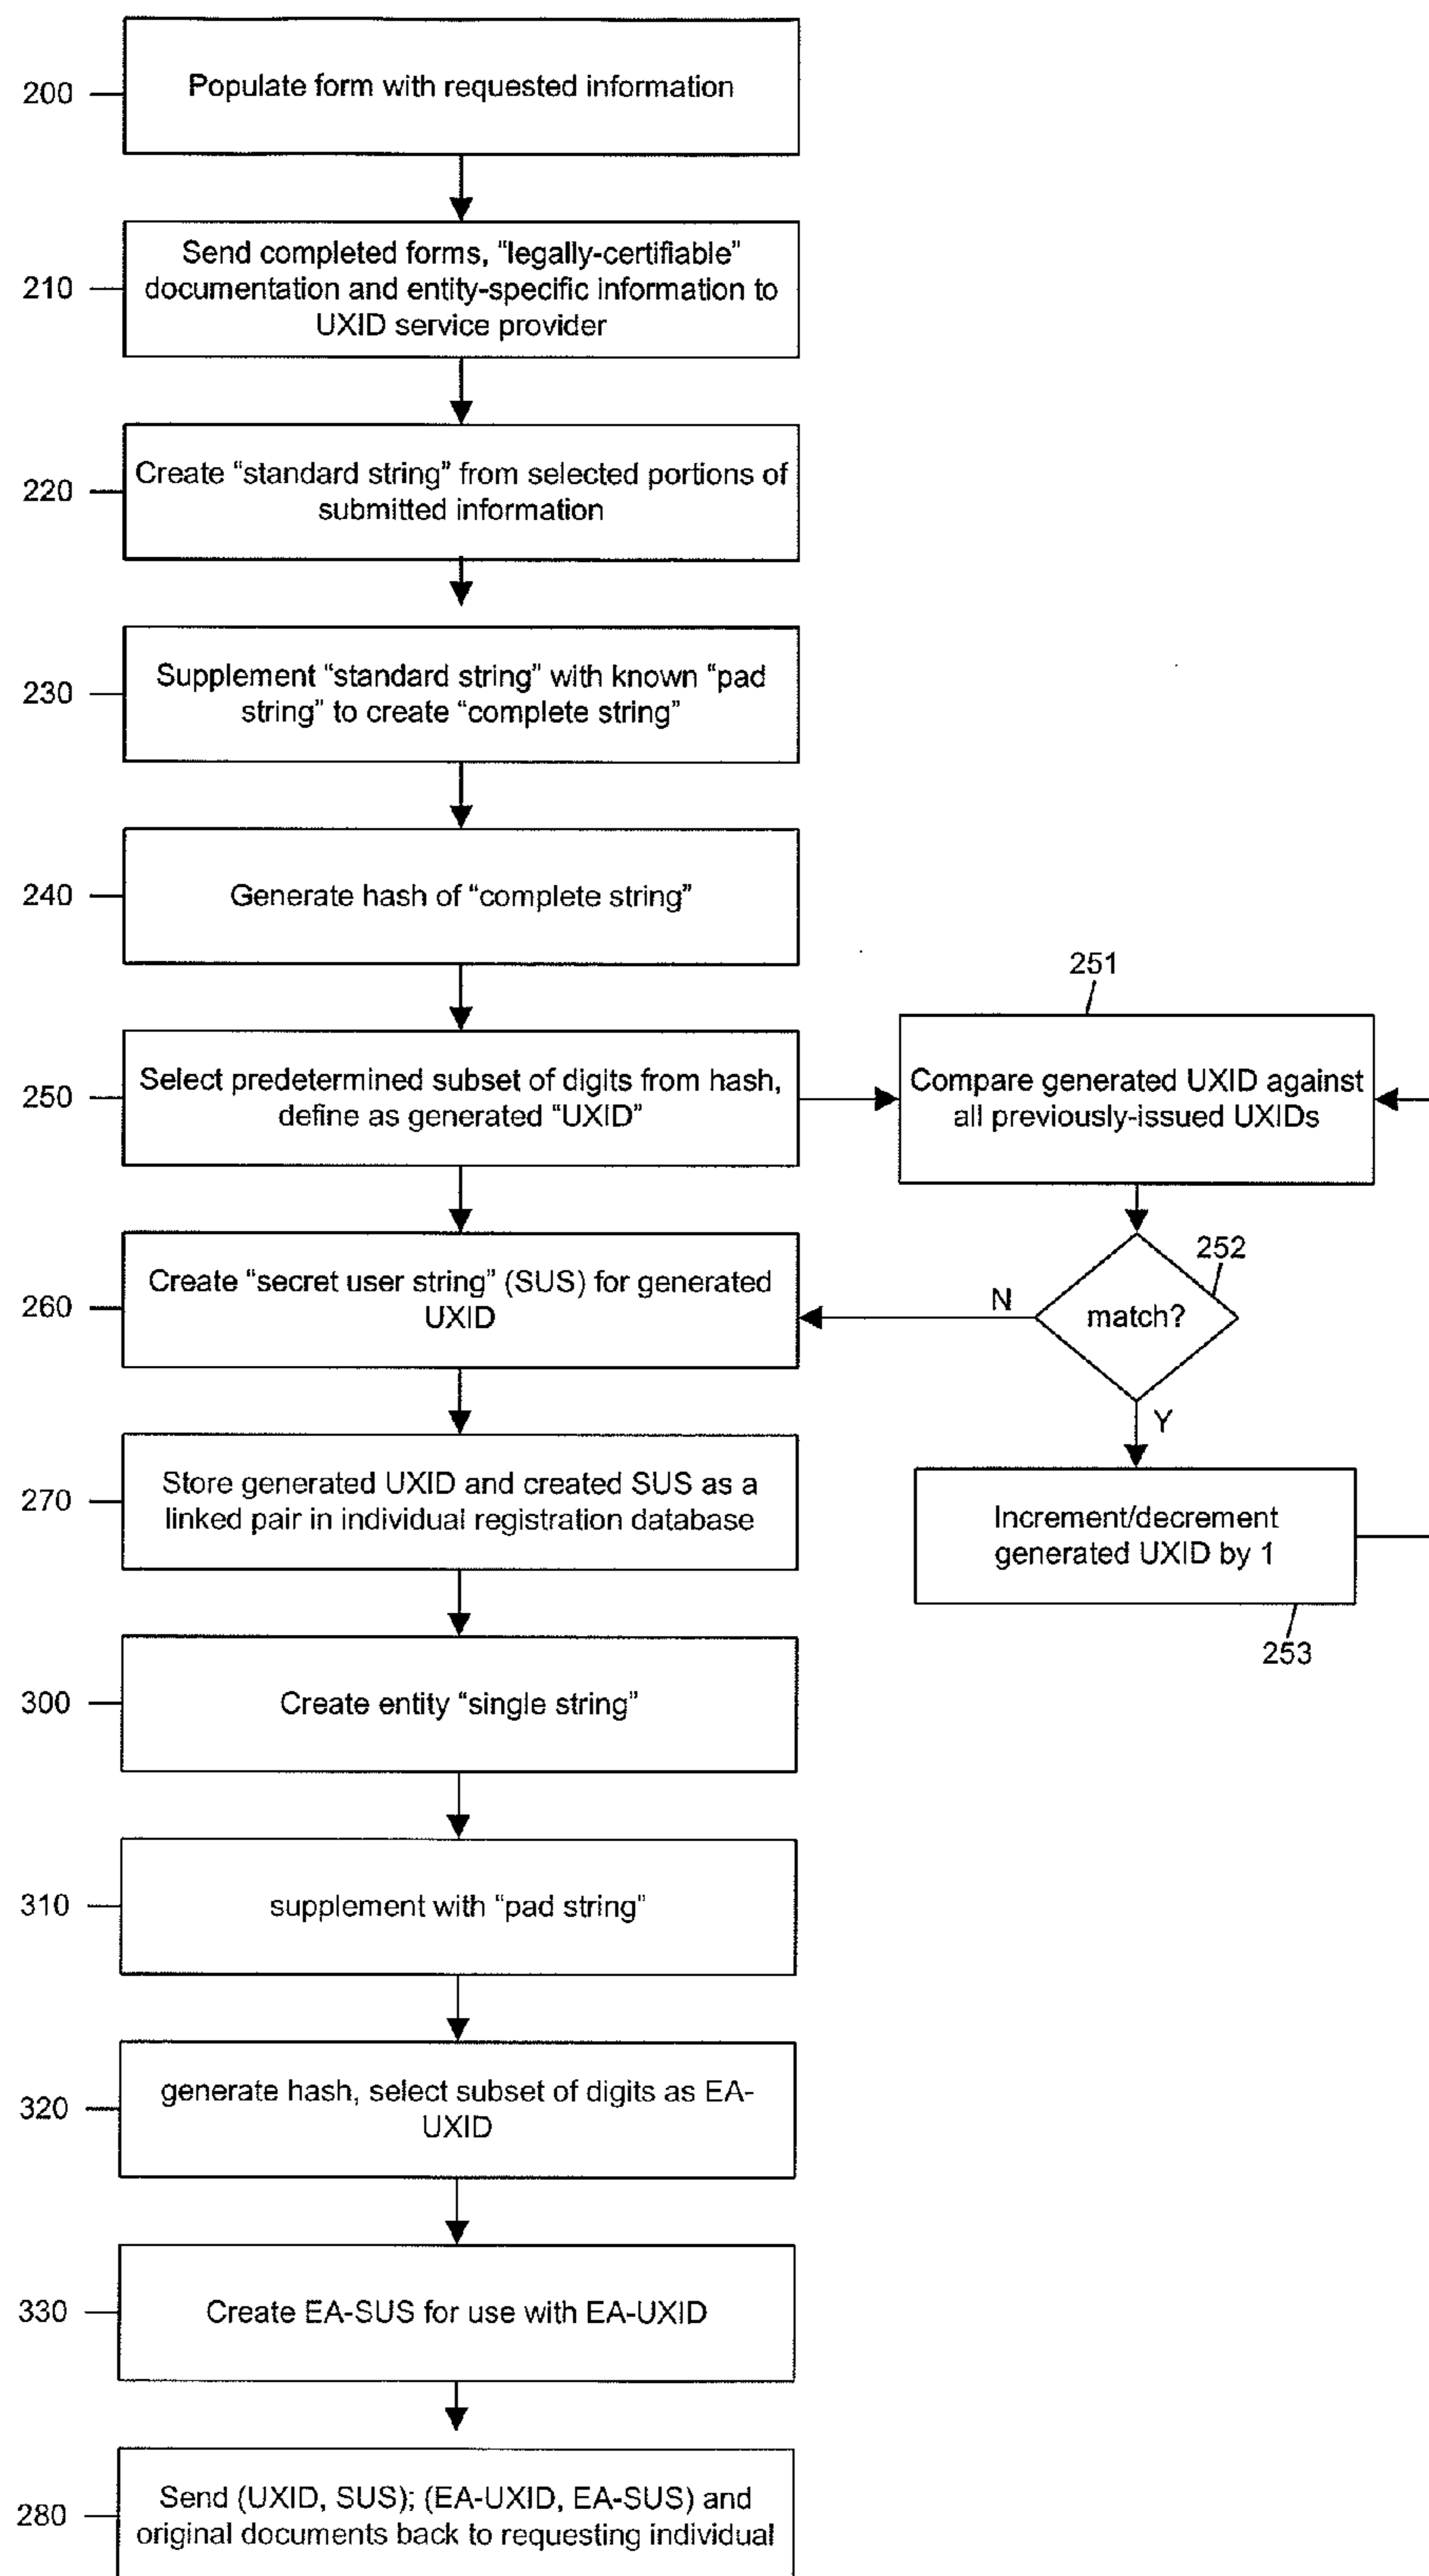 200
Populate form with requested information
210
Send completed forms, “legally-certifiable”
documentation and entity-specific information to
UXID service provider
220
Create “standard string” from selected portions of
submitted information
230
Supplement “standard string” with known “pad
string” to create “complete string”
240
Generate hash of “complete string”
250
Select predetermined subset of digits from hash,
define as generated “UXID”
251
Compare generated UXID against
all previously-issued UXIDs
252
match?
N
Y
260
Create “secret user string” (SUS) for generated
UXID
270
Store generated UXID and created SUS as a
linked pair in individual registration database
Increment/decrement
generated UXID by 1
253
300
Create entity “single string”
310
supplement with “pad string”
320
generate hash, select subset of digits as EA-
UXID
330
Create EA-SUS for use with EA-UXID
280
Send (UXID, SUS); (EA-UXID, EA-SUS) and
original documents back to requesting individual